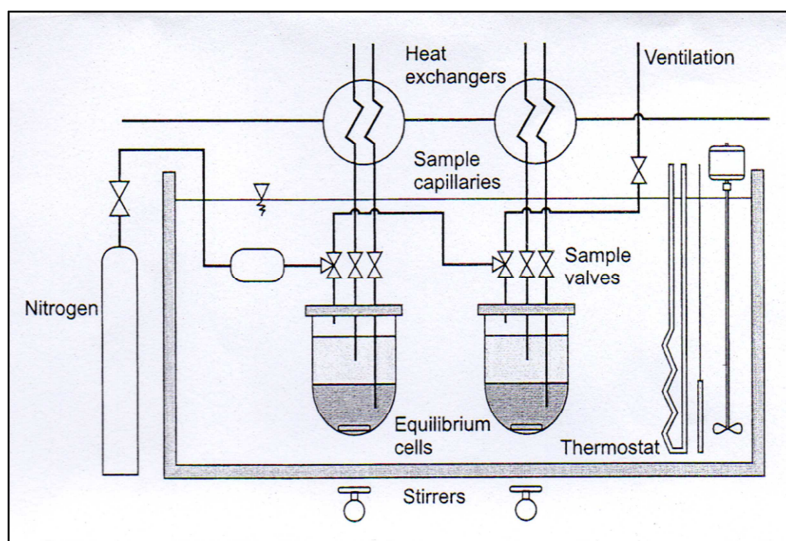 Heat
exchangers
Ventilation
Sample
capillaries
Sample
valves
Nitrogen
Equilibrium
cells
Thermostat
Stirrers